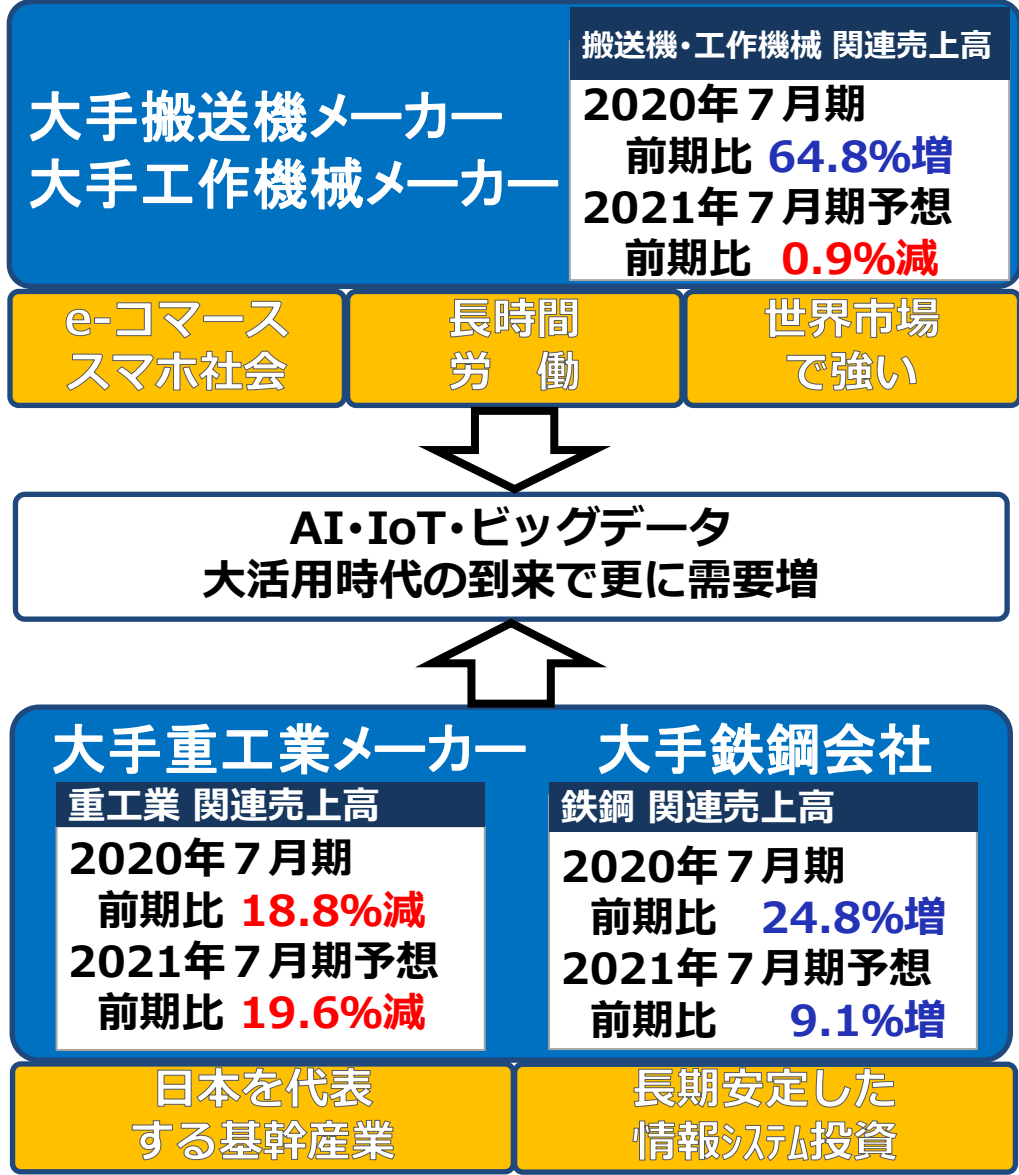 大手搬送機メーカー
大手工作機械メーカー
搬送機・工作機械 関連売上高
2020年７月期
前期比 64.8%増
2021年７月期予想
前期比 0.9%減
e-コマース
スマホ社会
長時間
労　働
世界市場
で強い
AI・IoT・ビッグデータ
大活用時代の到来で更に需要増
大手重工業メーカー
重工業 関連売上高
2020年７月期
前期比 18.8%減
2021年７月期予想
前期比 19.6%減
大手鉄鋼会社
鉄鋼 関連売上高
2020年７月期
前期比 24.8%増
2021年７月期予想
前期比 9.1%増
日本を代表
する基幹産業
長期安定した
情報ｼｽﾃﾑ投資